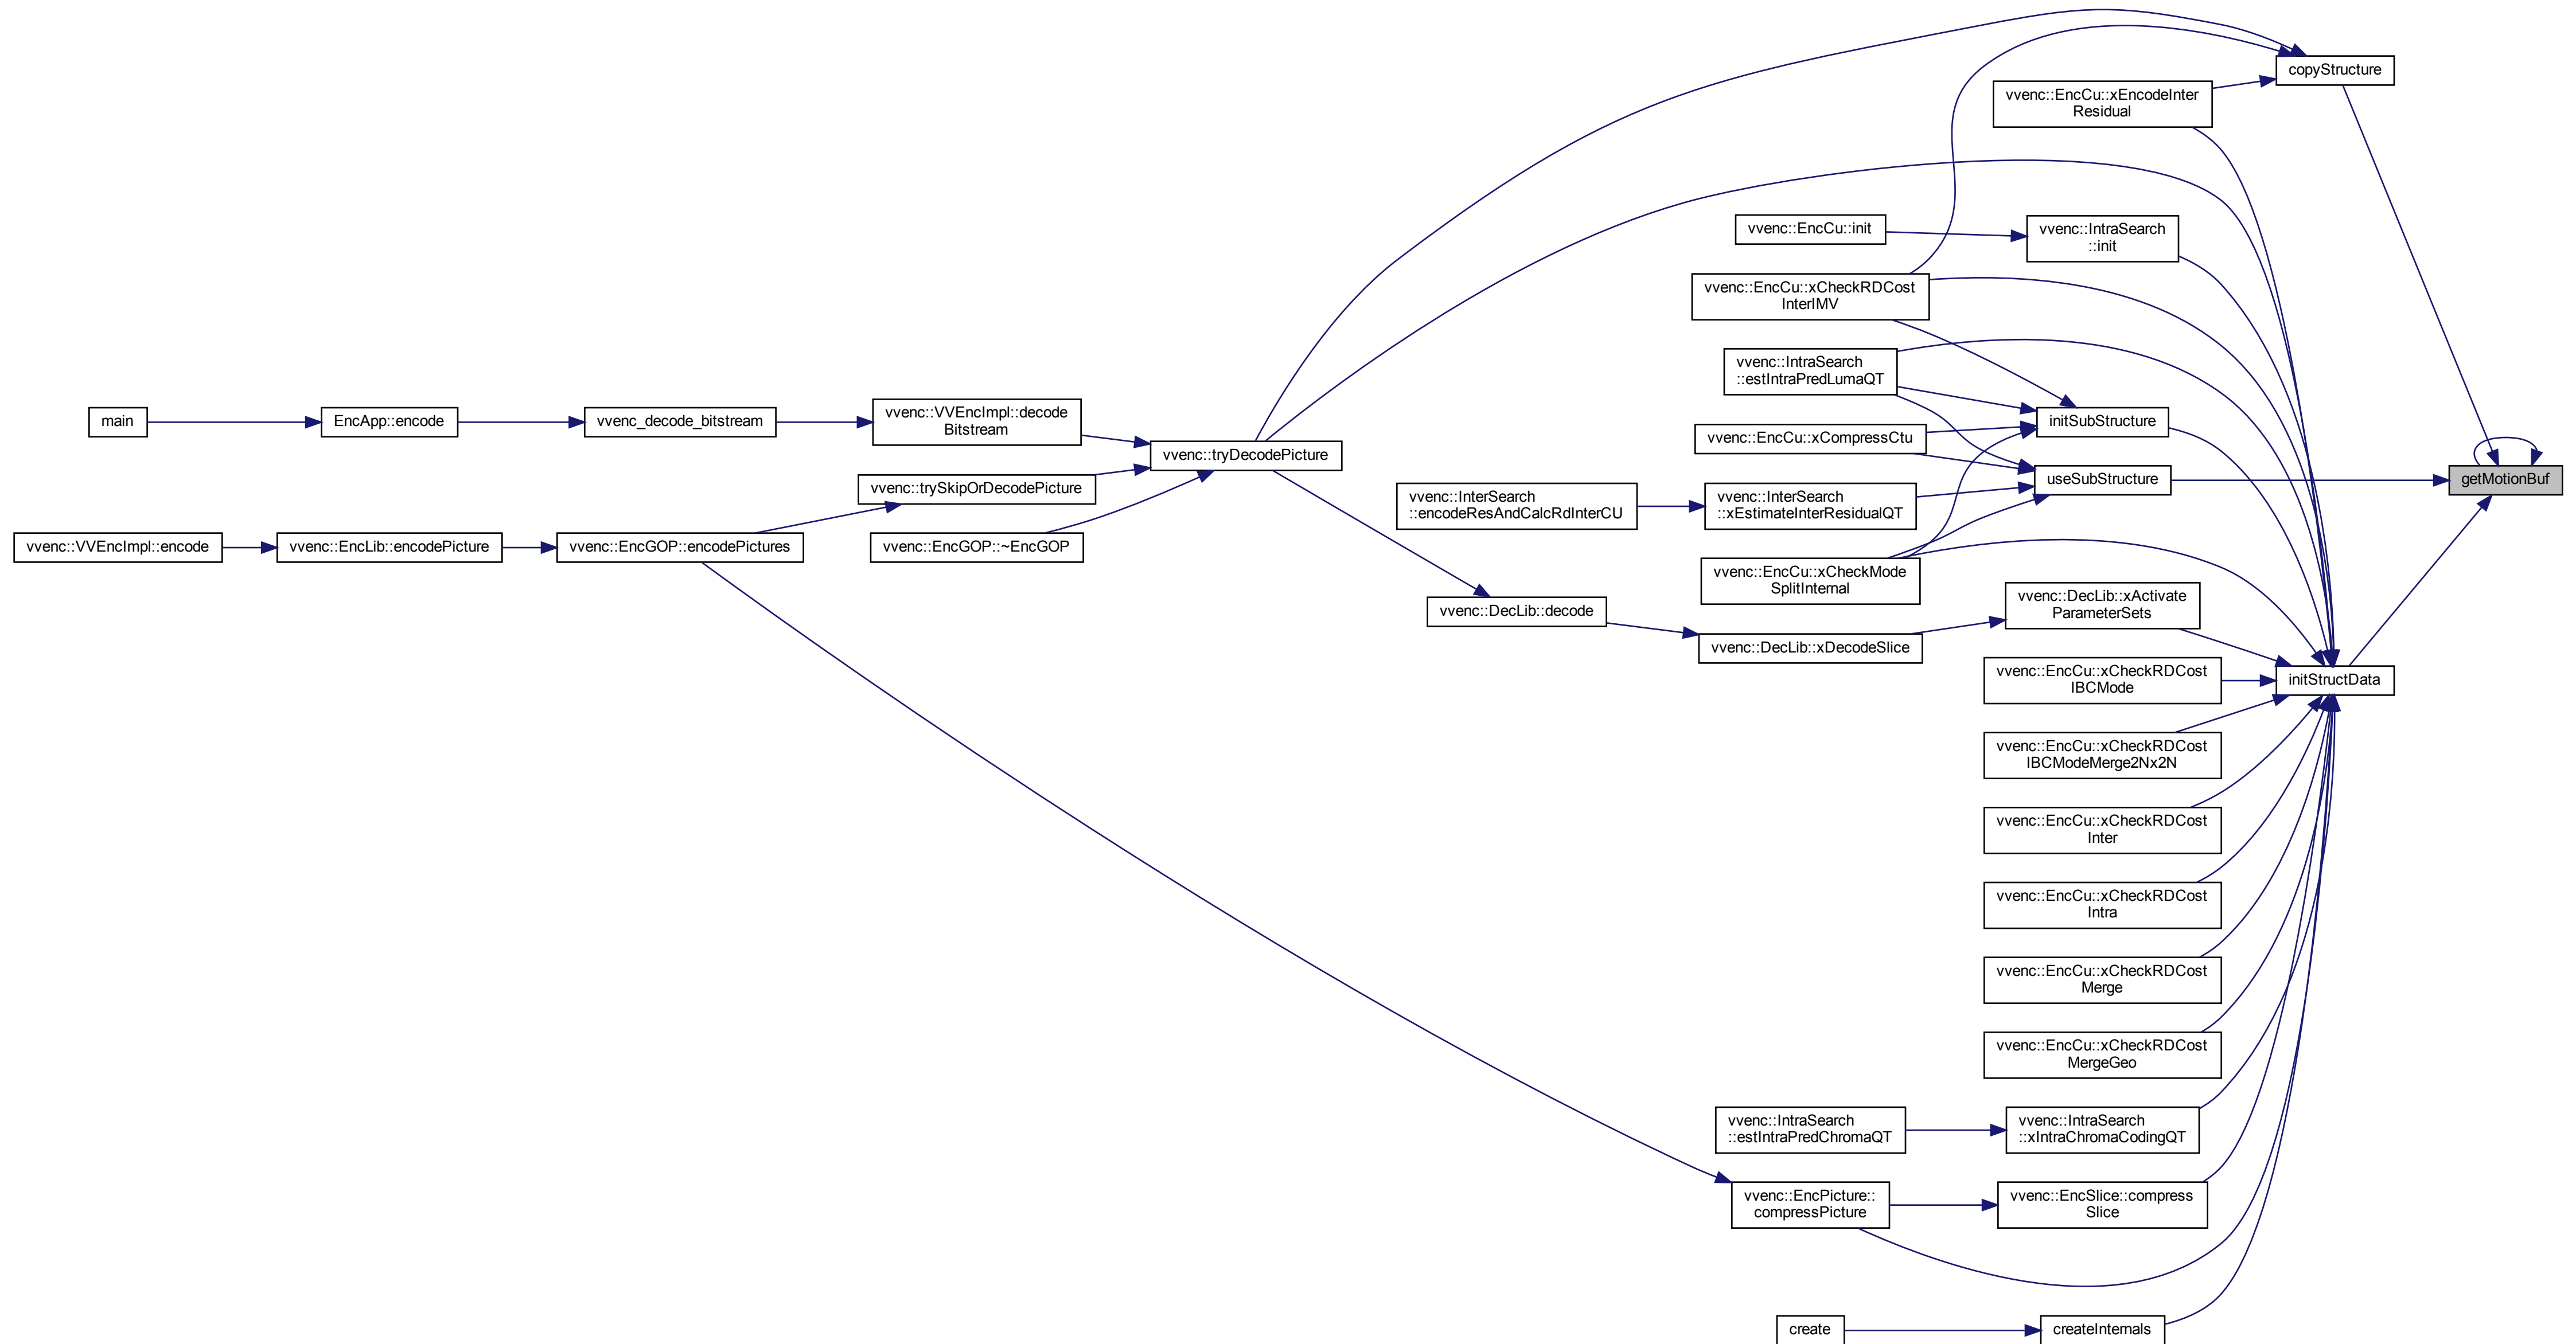 copyStructure
vvenc::EncCu::xEncodeInter
Residual
vvenc::EncCu::init
vvenc::IntraSearch
::init
vvenc::EncCu::xCheckRDCost
InterIMV
vvenc::IntraSearch
::estIntraPredLumaQT
main
EncApp::encode
vvenc_decode_bitstream
vvenc::VVEncImpl::decode
Bitstream
initSubStructure
vvenc::EncCu::xCompressCtu
vvenc::tryDecodePicture
useSubStructure
getMotionBuf
vvenc::trySkipOrDecodePicture
vvenc::InterSearch
::encodeResAndCalcRdInterCU
vvenc::InterSearch
::xEstimateInterResidualQT
vvenc::VVEncImpl::encode
vvenc::EncLib::encodePicture
vvenc::EncGOP::encodePictures
vvenc::EncGOP::~EncGOP
vvenc::EncCu::xCheckMode
SplitInternal
vvenc::DecLib::xActivate
ParameterSets
vvenc::DecLib::decode
vvenc::DecLib::xDecodeSlice
vvenc::EncCu::xCheckRDCost
IBCMode
initStructData
vvenc::EncCu::xCheckRDCost
IBCModeMerge2Nx2N
vvenc::EncCu::xCheckRDCost
Inter
vvenc::EncCu::xCheckRDCost
Intra
vvenc::EncCu::xCheckRDCost
Merge
vvenc::EncCu::xCheckRDCost
MergeGeo
vvenc::IntraSearch
::estIntraPredChromaQT
vvenc::IntraSearch
::xIntraChromaCodingQT
vvenc::EncPicture::
compressPicture
vvenc::EncSlice::compress
Slice
create
createInternals